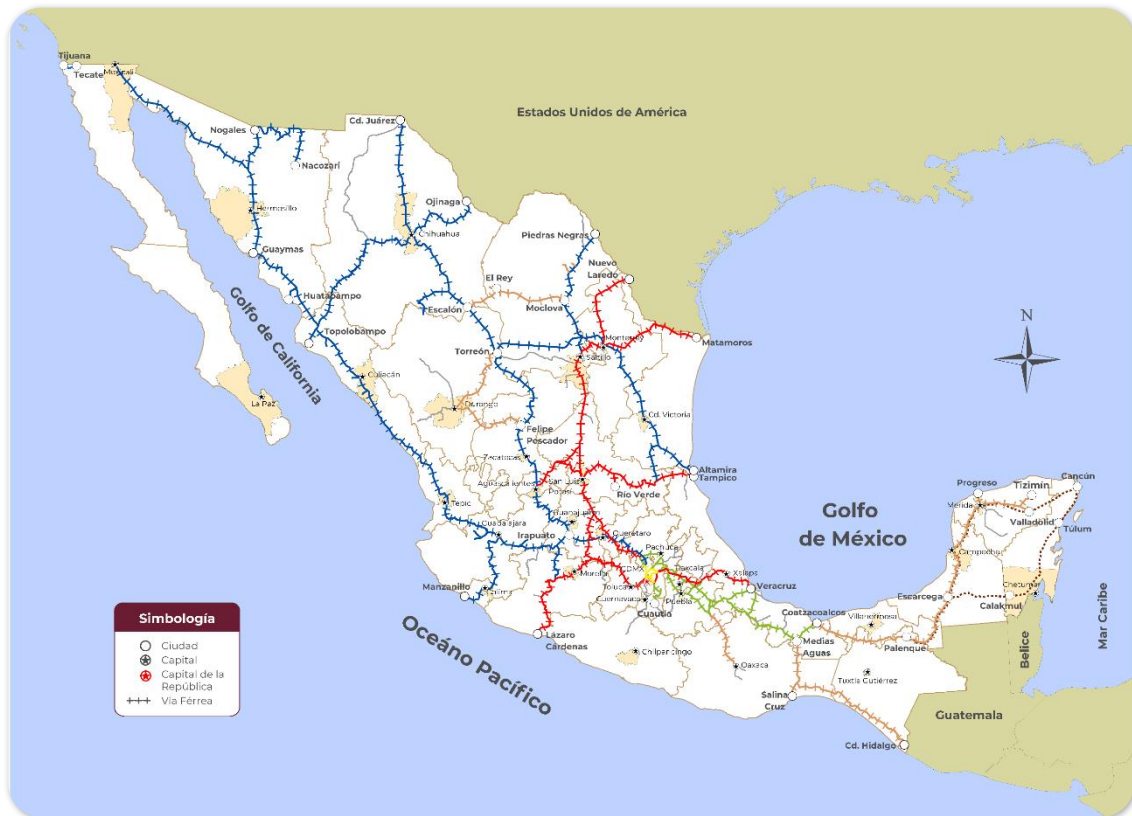 Tijuana
Tecate
Mexicali
Estados Unidos de América
Nogales
Cd. Juárez
Nacozari
Ojinaga
Hermosillo
Chihuahua
Piedras Negras
Guaymas
Nuevo
Laredo
El Rey
Huatabampo
Escalón
Moclova
Golfo de California
Topolobampo
Monterrey
Matamoros
Torreón
Saltillo
N
Culiacán
La Paz
Durango
Cd. Victoria
Felipe
Pescador
Zacatecas
Altamira
Tampico
Aguascalientes
San Luis
Potosí
Río Verde
Progreso
Cancún
Tizimín
Mérida
Valladolid
Túlum
Tepic
Guanajuato
Golfo
de México
Guadalajara
Irapuato
Querétaro
Pachuca
Campeche
Manzanillo
Colima
Morelia
CDMX
Tlaxcala
Xalapa
Veracruz
Toluca
Cuernavaca
Puebla
Cuautla
Coatzacoalcos
Escárcega
Chetumal
Calakmul
Mar Caribe
Villahermosa
Lázaro
Cárdenas
Medias
Aguas
Palenque
Belice
Océano Pacífico
Chilpancingo
Oaxaca
Tuxtla Gutiérrez
Salina
Cruz
Guatemala
Cd. Hidalgo
Simbología
Ciudad
Capital
Capital de la
República
Vía Férrea